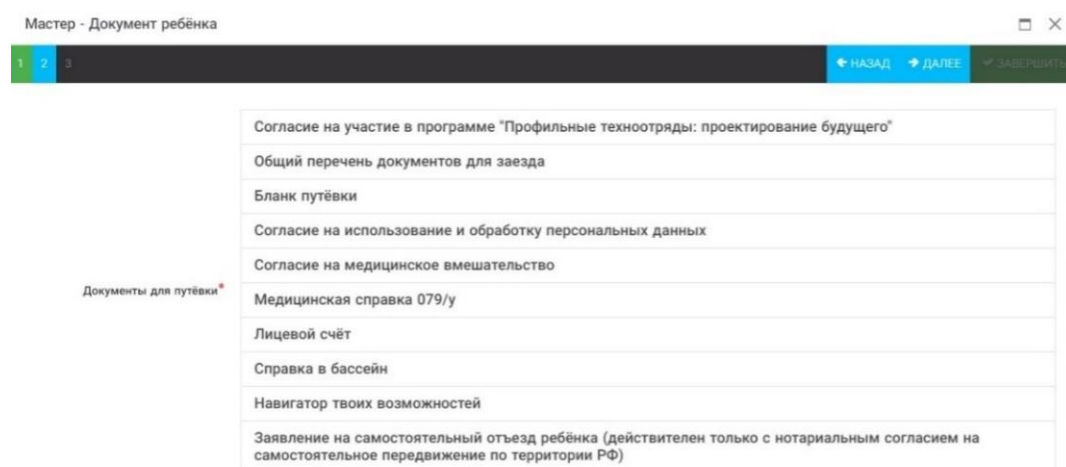 Мастер - Документ ребёнка
1 2 3 НАЗАД ДАЛЕЕ ЗАВЕРШИТЬ
Согласие на участие в программе "Профильные техноотряды: проектирование будущего"
Общий перечень документов для заезда
Бланк путёвки
Согласие на использование и обработку персональных данных
Согласие на медицинское вмешательство
Документы для путёвки*
Медицинская справка 079/у
Лицевой счёт
Справка в бассейн
Навигатор твоих возможностей
Заявление на самостоятельный отъезд ребёнка (действителен только с нотариальным согласием на
самостоятельное передвижение по территории РФ)